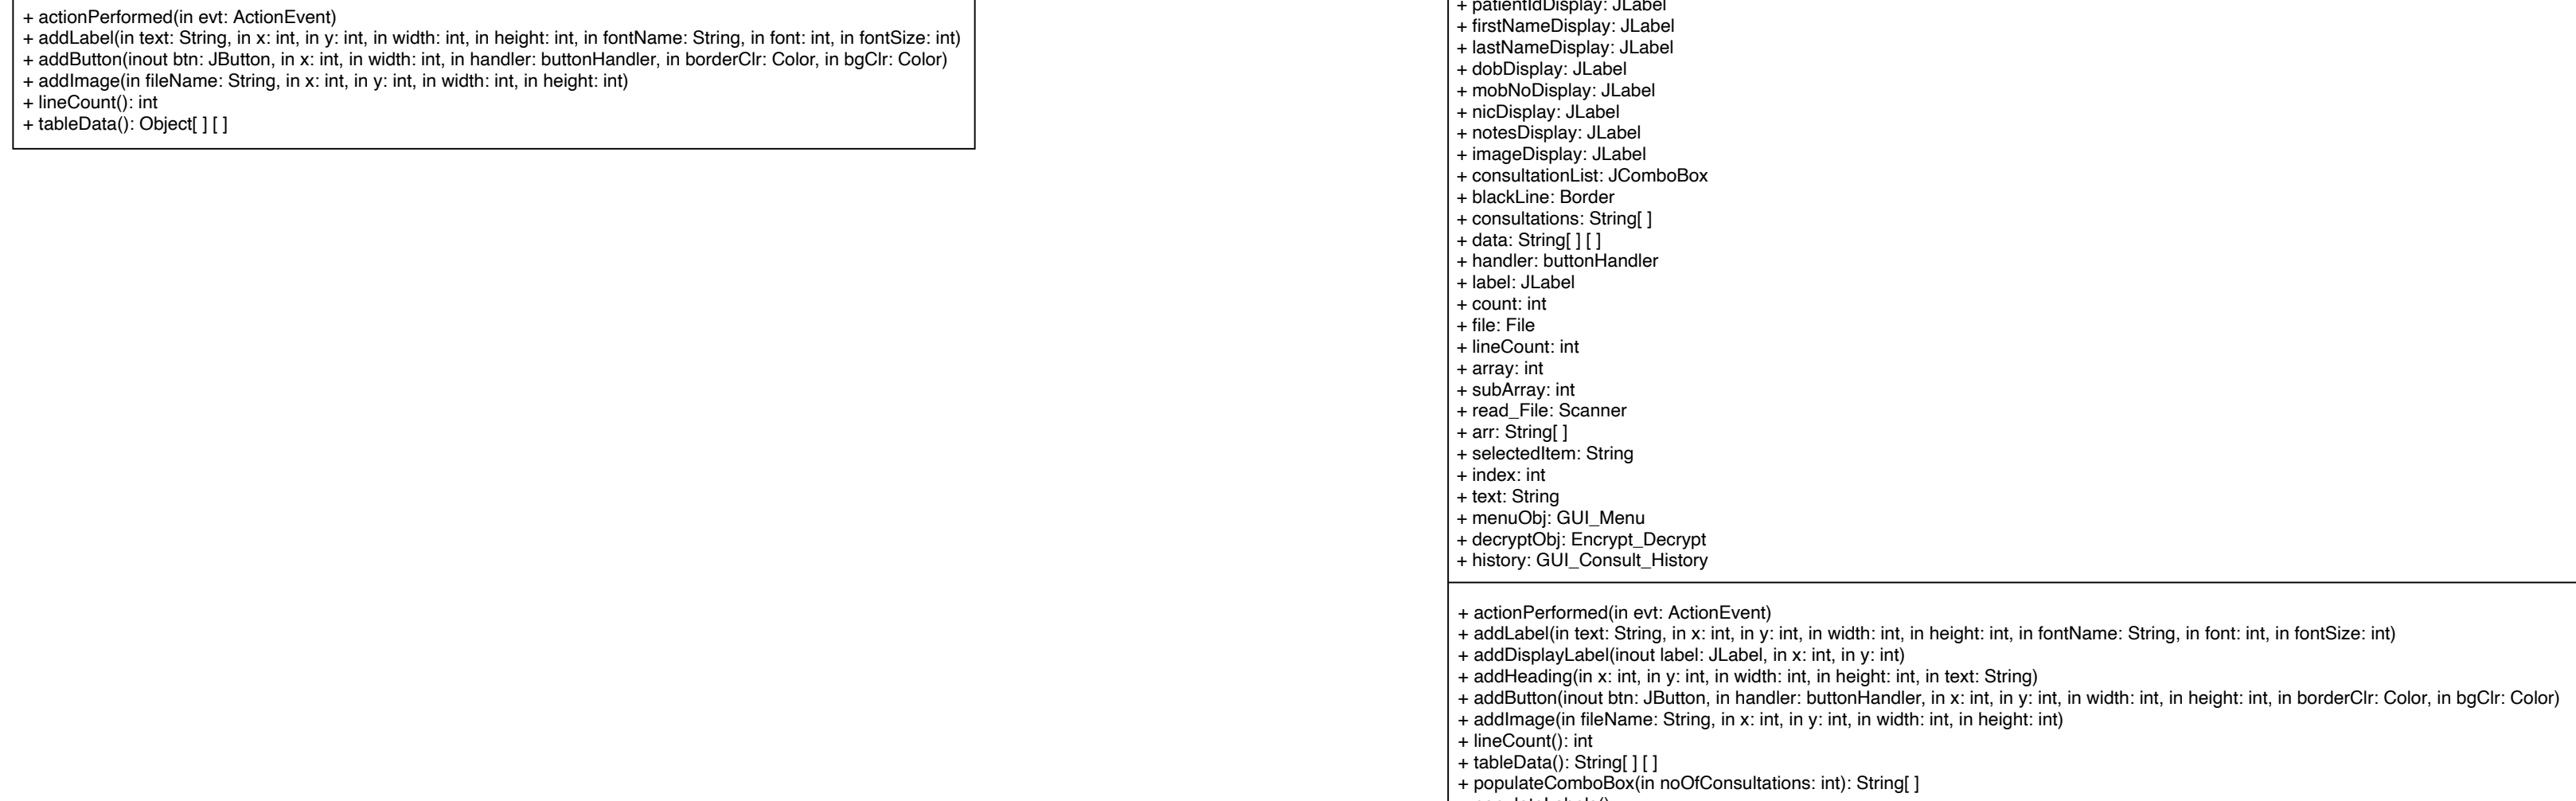 + actionPerformed(in evt: ActionEvent)
+ addLabel(in text: String, in x: int, in y: int, in width: int, in height: int, in fontName: String, in font: int, in fontSize: int)
+ addButton(inout btn: JButton, in x: int, in width: int, in handler: buttonHandler, in borderClr: Color, in bgClr: Color)
+ addImage(in fileName: String, in x: int, in y: int, in width: int, in height: int)
+ lineCount(): int
+ tableData(): Object[ ] [ ]
+ patientIdDisplay: JLabel
+ firstNameDisplay: JLabel
+ lastNameDisplay: JLabel
+ dobDisplay: JLabel
+ mobNoDisplay: JLabel
+ nicDisplay: JLabel
+ notesDisplay: JLabel
+ imageDisplay: JLabel
+ consultationList: JComboBox
+ blackLine: Border
+ consultations: String[ ]
+ data: String[ ] [ ]
+ handler: buttonHandler
+ label: JLabel
+ count: int
+ file: File
+ lineCount: int
+ array: int
+ subArray: int
+ read_File: Scanner
+ arr: String[ ]
+ selectedItem: String
+ index: int
+ text: String
+ menuObj: GUI_Menu
+ decryptObj: Encrypt_Decrypt
+ history: GUI_Consult_History
+ actionPerformed(in evt: ActionEvent)
+ addLabel(in text: String, in x: int, in y: int, in width: int, in height: int, in fontName: String, in font: int, in fontSize: int)
+ addDisplayLabel(inout label: JLabel, in x: int, in y: int)
+ addHeading(in x: int, in y: int, in width: int, in height: int, in text: String)
+ addButton(inout btn: JButton, in handler: buttonHandler, in x: int, in y: int, in width: int, in height: int, in borderClr: Color, in bgClr: Color)
+ addImage(in fileName: String, in x: int, in y: int, in width: int, in height: int)
+ lineCount(): int
+ tableData(): String[ ] [ ]
+ populateComboBox(in noOfConsultations: int): String[ ]